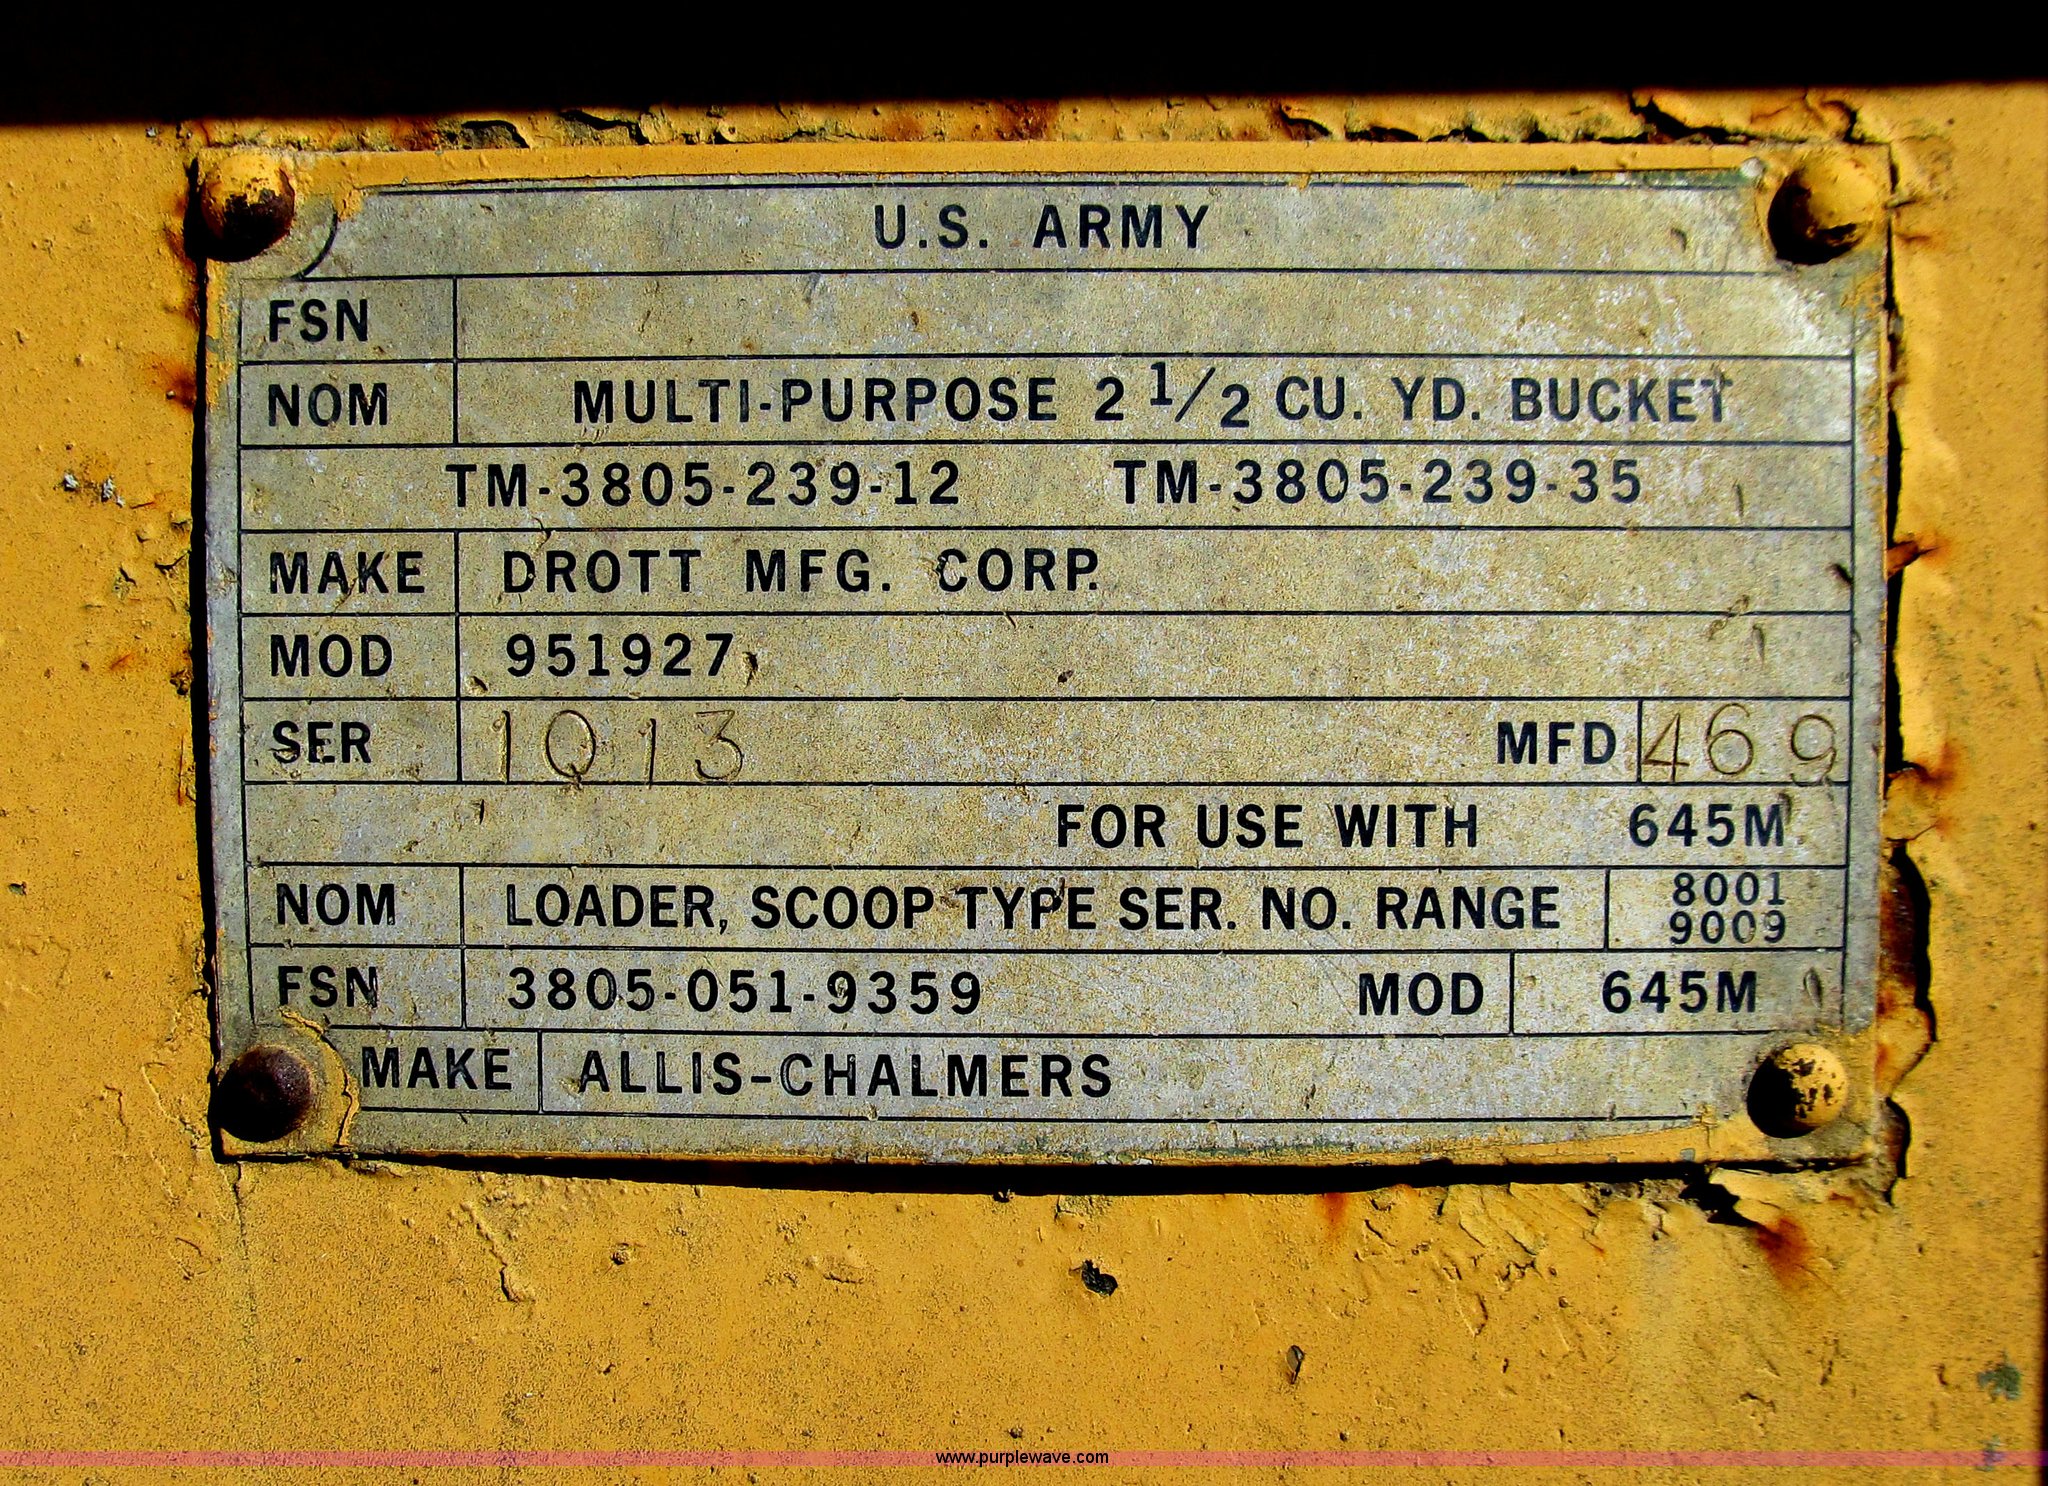 U.S. ARMY
FSN
NOM MULTI-PURPOSE 2 1/2 CU. YD. BUCKET
TM-3805-239-12 TM-3805-239-35
MAKE DROTT MFG. CORP.
MOD 951927
SER 1Q13 MFD 469
FOR USE WITH 645M
NOM LOADER, SCOOP TYPE SER. NO. RANGE 8001
9009
FSN 3805-051-9359 MOD 645M
MAKE ALLIS-CHALMERS
www.purplewave.com